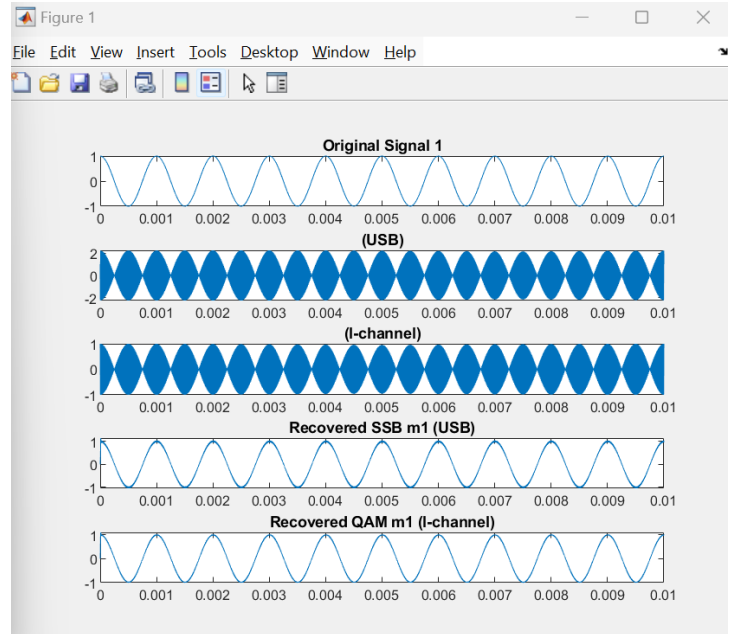 Figure 1
File Edit View Insert Tools Desktop Window Help
Original Signal 1
1
0
-1
0 0.001 0.002 0.003 0.004 0.005 0.006 0.007 0.008 0.009 0.01
(USB)
2
0
-2
0 0.001 0.002 0.003 0.004 0.005 0.006 0.007 0.008 0.009 0.01
(I-channel)
1
0
-1
0 0.001 0.002 0.003 0.004 0.005 0.006 0.007 0.008 0.009 0.01
Recovered SSB m1 (USB)
1
0
-1
0 0.001 0.002 0.003 0.004 0.005 0.006 0.007 0.008 0.009 0.01
Recovered QAM m1 (I-channel)
1
0
-1
0 0.001 0.002 0.003 0.004 0.005 0.006 0.007 0.008 0.009 0.01